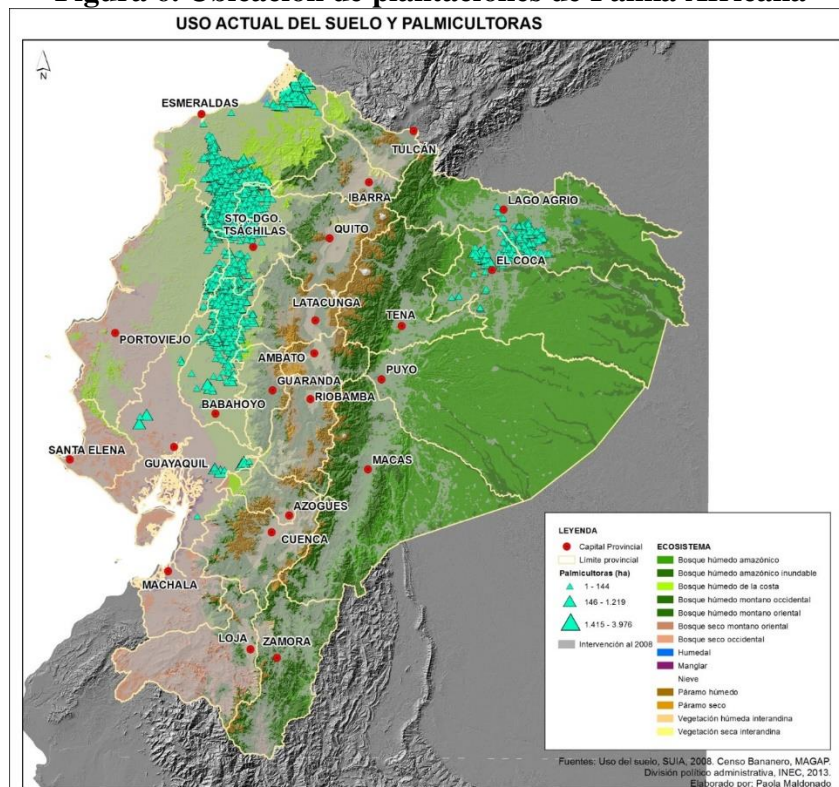 Figura 6. Ubicación de plantaciones de Palma Africana
USO ACTUAL DEL SUELO Y PALMICULTORAS
N
ESMERALDAS
TULCÁN
IBARRA
LAGO AGRIO
STO. DGO.
TSÁCHILAS
QUITO
EL COCA
LATACUNGA
TENA
PORTOVIEJO
AMBATO
PUYO
GUARANDA
RIOBAMBA
BABAHOYO
SANTA ELENA
GUAYAQUIL
MACAS
AZOGUES
CUENCA
MACHALA
LOJA
ZAMORA
LEYENDA
Capital Provincial
Límite provincial
Palmicultoras (ha)
1 - 144
146 - 1.219
1.415 - 3.976
Intervención al 2008
ECOSISTEMA
Bosque húmedo amazónico
Bosque húmedo amazónico inundable
Bosque húmedo de la costa
Bosque húmedo montano occidental
Bosque húmedo montano oriental
Bosque seco montano oriental
Bosque seco occidental
Humedal
Manglar
Nieve
Páramo húmedo
Páramo seco
Vegetación húmeda interandina
Vegetación seca interandina
Fuentes: Uso del suelo, SUIA, 2008. Censo Bananero, MAGAP.
División político administrativa, INEC, 2013.
Elaborado por: Paola Maldonado